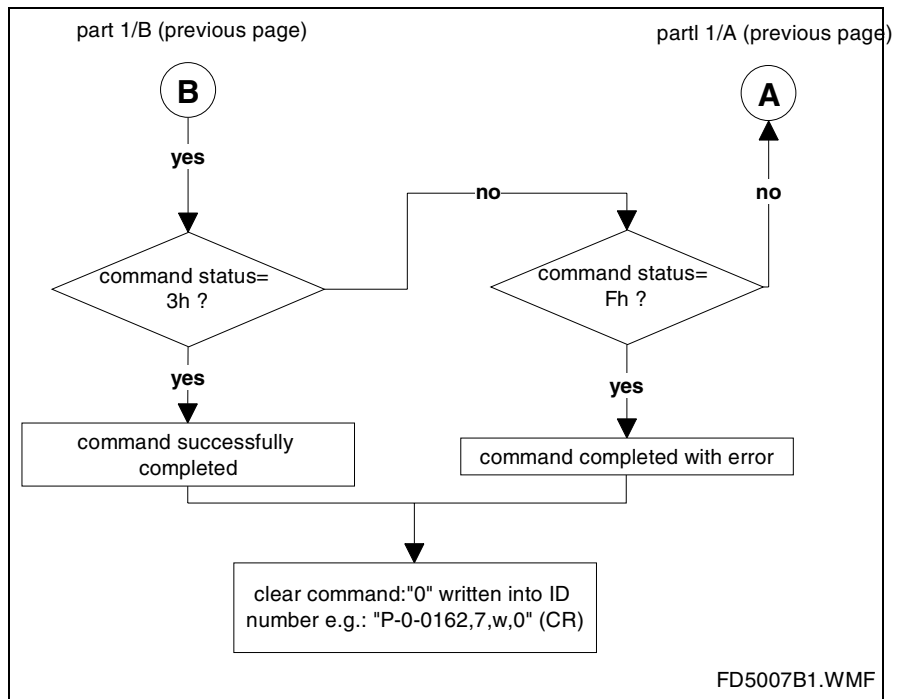 part 1/B (previous page)
partl 1/A (previous page)
B
A
yes
no
no
command status=
3h ?
command status=
Fh ?
yes
yes
command successfully
completed
command completed with error
clear command:"0" written into ID
number e.g.: "P-0-0162,7,w,0" (CR)
FD5007B1.WMF